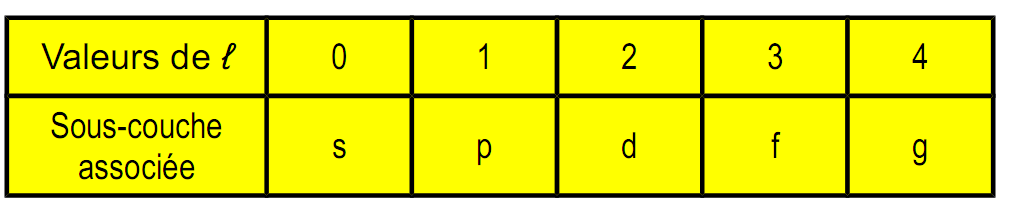 Valeurs de ℓ 0 1 2 3 4
Sous-couche
associée s p d f g